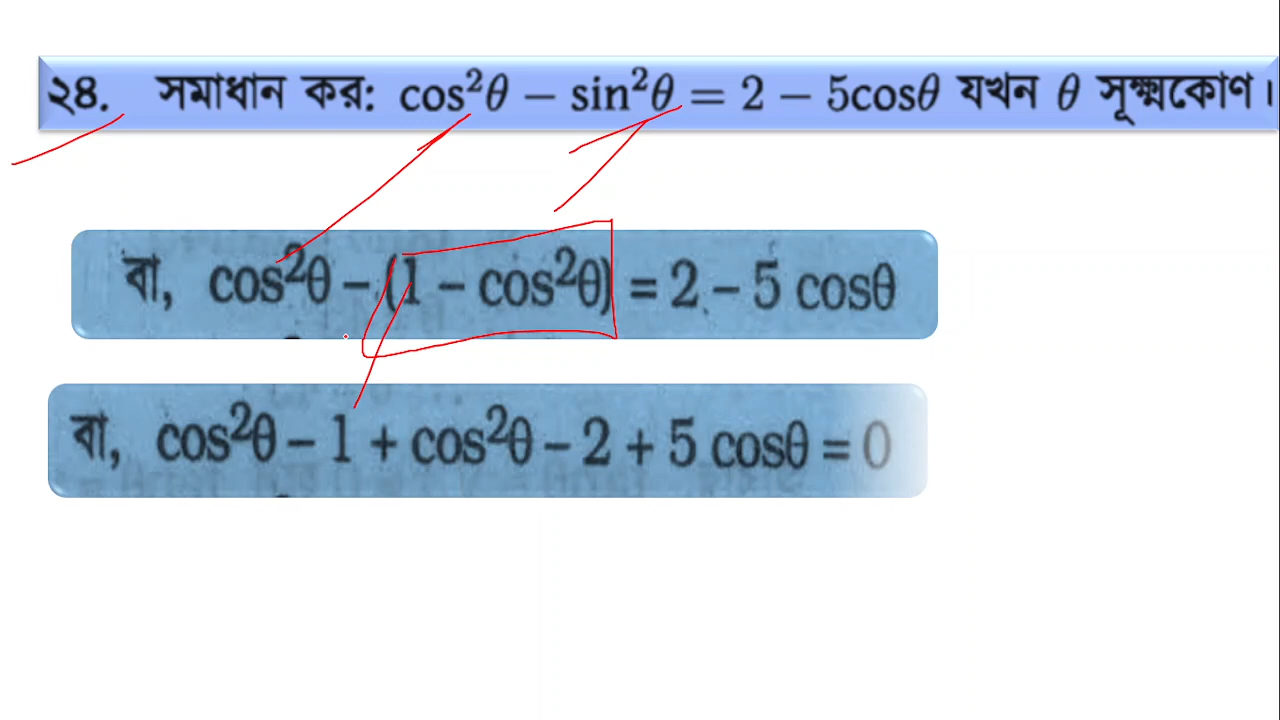 ২৪. সমাধান কর: cos²θ − sin²θ = 2 − 5cosθ যখন θ সূক্ষ্মকোণ।
বা, cos²θ − (1 − cos²θ) = 2 − 5 cosθ
বা, cos²θ − 1 + cos²θ − 2 + 5 cosθ = 0